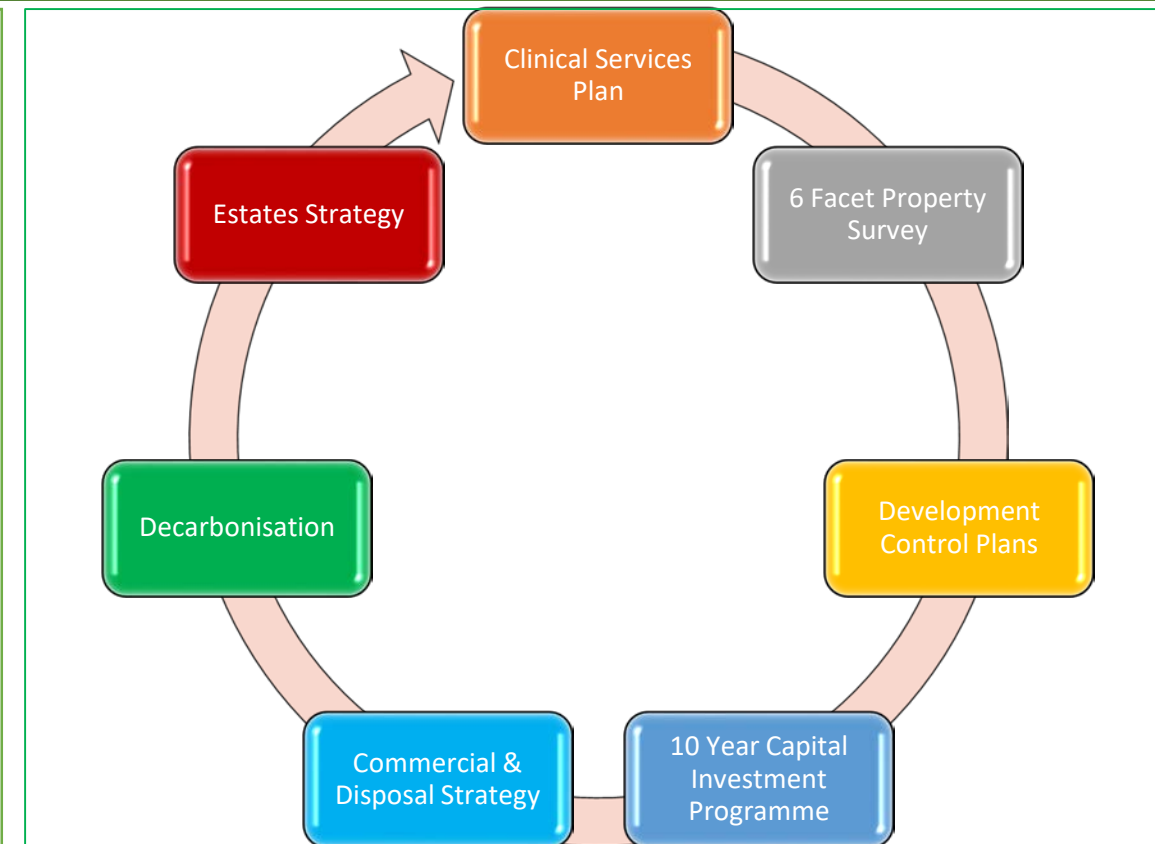 Clinical Services
Plan
6 Facet Property
Survey
Development
Control Plans
10 Year Capital
Investment
Programme
Commercial &
Disposal Strategy
Decarbonisation
Estates Strategy